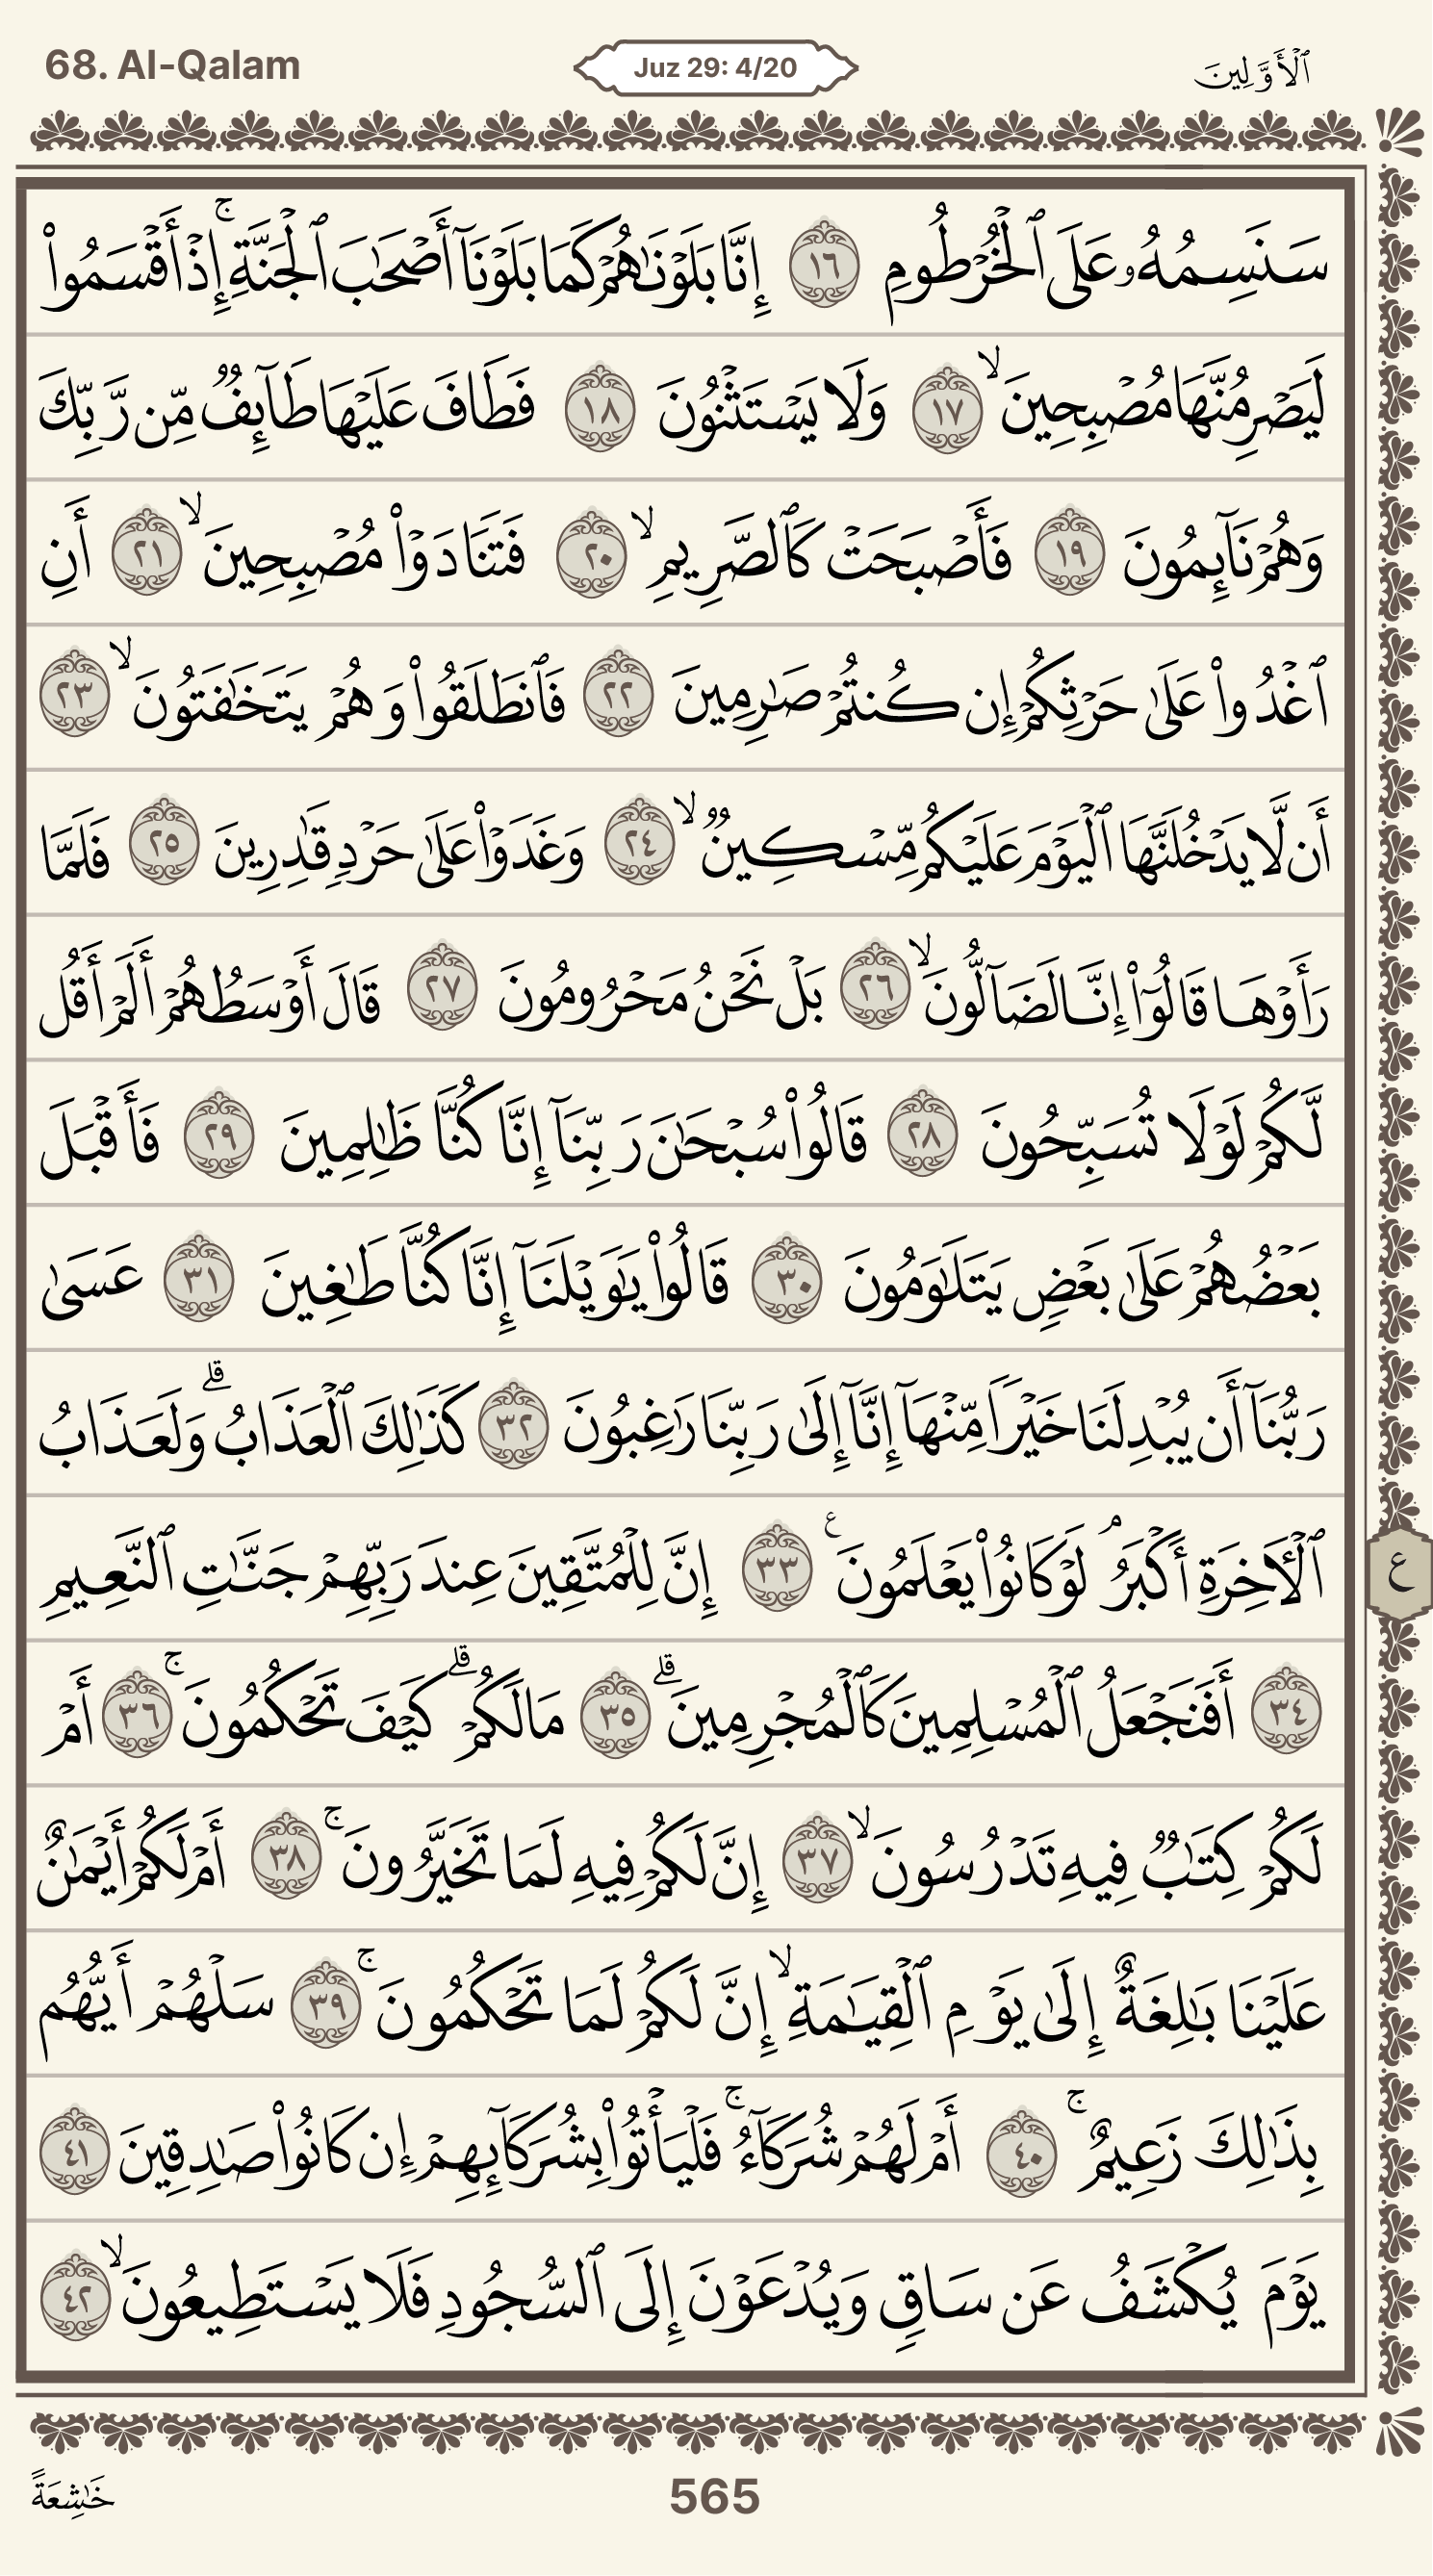 68. Al-Qalam
Juz 29: 4/20
ٱلۡأَوَّلِينَ
سَنَسِمُهُۥ عَلَى ٱلۡخُرۡطُومِ ١٦ إِنَّا بَلَوۡنَٰهُمۡ كَمَا بَلَوۡنَآ أَصۡحَٰبَ ٱلۡجَنَّةِۚ إِذۡ أَقۡسَمُواْ
لَيَصۡرِمُنَّهَا مُصۡبِحِينَۙ ١٧ وَلَا يَسۡتَثۡنُونَ ١٨ فَطَافَ عَلَيۡهَا طَآئِفٞ مِّن رَّبِّكَ
وَهُمۡ نَآئِمُونَ ١٩ فَأَصۡبَحَتۡ كَٱلصَّرِيمِۙ ٢٠ فَتَنَادَوۡاْ مُصۡبِحِينَۙ ٢١ أَنِ
ٱغۡدُواْ عَلَىٰ حَرۡثِكُمۡ إِن كُنتُمۡ صَٰرِمِينَ ٢٢ فَٱنطَلَقُواْ وَهُمۡ يَتَخَٰفَتُونَۙ ٢٣
أَن لَّا يَدۡخُلَنَّهَا ٱلۡيَوۡمَ عَلَيۡكُم مِّسۡكِينٞۙ ٢٤ وَغَدَوۡاْ عَلَىٰ حَرۡدٖ قَٰدِرِينَ ٢٥ فَلَمَّا
رَأَوۡهَا قَالُوٓاْ إِنَّا لَضَآلُّونَۙ ٢٦ بَلۡ نَحۡنُ مَحۡرُومُونَ ٢٧ قَالَ أَوۡسَطُهُمۡ أَلَمۡ أَقُل
لَّكُمۡ لَوۡلَا تُسَبِّحُونَ ٢٨ قَالُواْ سُبۡحَٰنَ رَبِّنَآ إِنَّا كُنَّا ظَٰلِمِينَ ٢٩ فَأَقۡبَلَ
بَعۡضُهُمۡ عَلَىٰ بَعۡضٖ يَتَلَٰوَمُونَ ٣٠ قَالُواْ يَٰوَيۡلَنَآ إِنَّا كُنَّا طَٰغِينَ ٣١ عَسَىٰ
رَبُّنَآ أَن يُبۡدِلَنَا خَيۡرٗا مِّنۡهَآ إِنَّآ إِلَىٰ رَبِّنَا رَٰغِبُونَ ٣٢ كَذَٰلِكَ ٱلۡعَذَابُۗ وَلَعَذَابُ
ٱلۡأٓخِرَةِ أَكۡبَرُۘ لَوۡ كَانُواْ يَعۡلَمُونَ ع ٣٣ إِنَّ لِلۡمُتَّقِينَ عِندَ رَبِّهِمۡ جَنَّٰتِ ٱلنَّعِيمِ
ع
٣٤ أَفَنَجۡعَلُ ٱلۡمُسۡلِمِينَ كَٱلۡمُجۡرِمِينَۗ ٣٥ مَا لَكُمۡۗ كَيۡفَ تَحۡكُمُونَۚ ٣٦ أَمۡ
لَكُمۡ كِتَٰبٞ فِيهِ تَدۡرُسُونَۙ ٣٧ إِنَّ لَكُمۡ فِيهِ لَمَا تَخَيَّرُونَۚ ٣٨ أَمۡ لَكُمۡ أَيۡمَٰنٌ
عَلَيۡنَا بَٰلِغَةٌ إِلَىٰ يَوۡمِ ٱلۡقِيَٰمَةِۙ إِنَّ لَكُمۡ لَمَا تَحۡكُمُونَۚ ٣٩ سَلۡهُمۡ أَيُّهُم
بِذَٰلِكَ زَعِيمٌۚ ٤٠ أَمۡ لَهُمۡ شُرَكَآءُۚ فَلۡيَأۡتُواْ بِشُرَكَآئِهِمۡ إِن كَانُواْ صَٰدِقِينَ ٤١
يَوۡمَ يُكۡشَفُ عَن سَاقٖ وَيُدۡعَوۡنَ إِلَى ٱلسُّجُودِ فَلَا يَسۡتَطِيعُونَۙ ٤٢
خَٰشِعَةً
565